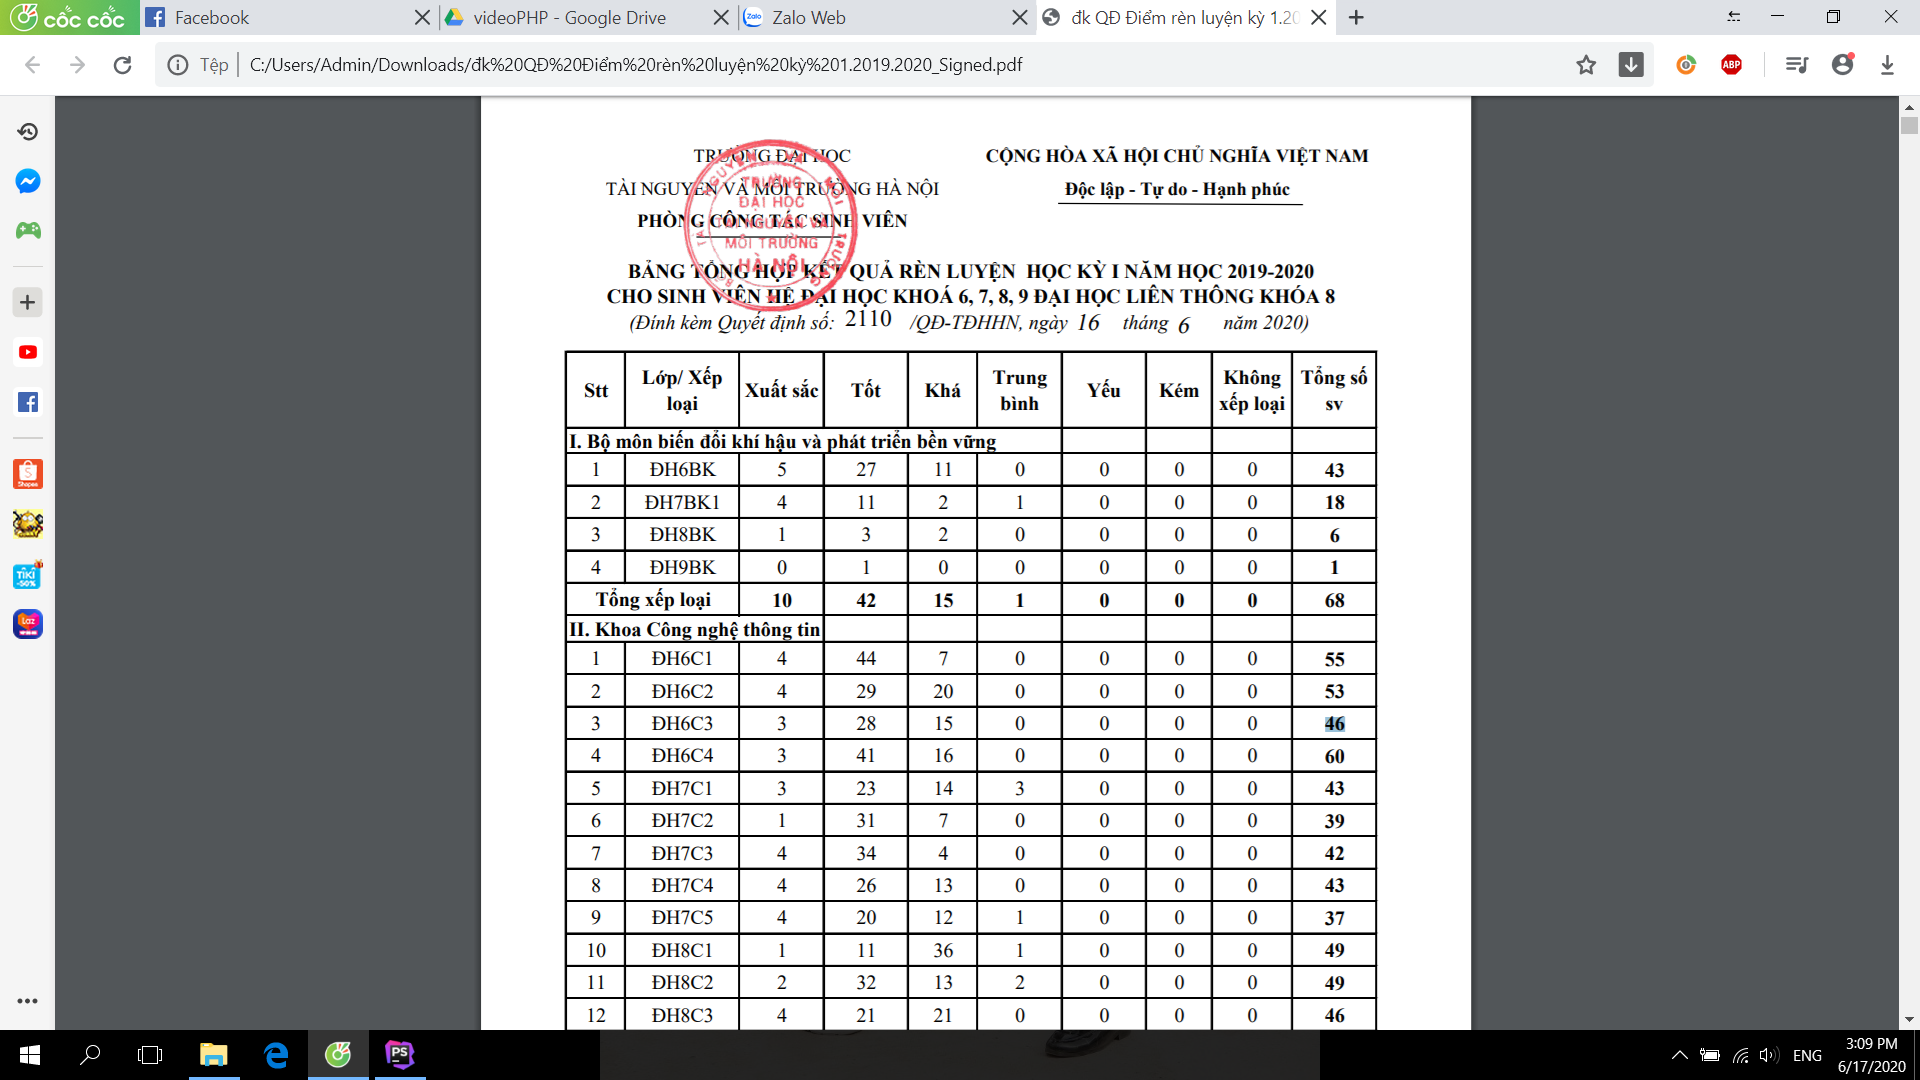 cốc cốc
Facebook
videoPHP - Google Drive
Zalo Web
đk QĐ Điểm rèn luyện kỳ 1.20
Tệp
C:/Users/Admin/Downloads/đk%20QĐ%20Điểm%20rèn%20luyện%20kỳ%201.2019.2020_Signed.pdf
ABP
TRƯỜNG ĐẠI HỌC
CỘNG HÒA XÃ HỘI CHỦ NGHĨA VIỆT NAM
TÀI NGUYÊN VÀ MÔI TRƯỜNG HÀ NỘI
Độc lập - Tự do - Hạnh phúc
PHÒNG CÔNG TÁC SINH VIÊN
TRƯỜNG
ĐẠI HỌC
TÀI NGUYÊN VÀ
MÔI TRƯỜNG
HÀ NỘI
BẢNG TỔNG HỢP KẾT QUẢ RÈN LUYỆN HỌC KỲ I NĂM HỌC 2019-2020
CHO SINH VIÊN HỆ ĐẠI HỌC KHOÁ 6, 7, 8, 9 ĐẠI HỌC LIÊN THÔNG KHÓA 8
(Đính kèm Quyết định số: 2110 /QĐ-TĐHHN, ngày 16 tháng 6 năm 2020)
Stt Lớp/ Xếp loại Xuất sắc Tốt Khá Trung bình Yếu Kém Không xếp loại Tổng số sv
I. Bộ môn biến đổi khí hậu và phát triển bền vững
1 ĐH6BK 5 27 11 0 0 0 0 43
2 ĐH7BK1 4 11 2 1 0 0 0 18
3 ĐH8BK 1 3 2 0 0 0 0 6
4 ĐH9BK 0 1 0 0 0 0 0 1
Tổng xếp loại 10 42 15 1 0 0 0 68
II. Khoa Công nghệ thông tin
1 ĐH6C1 4 44 7 0 0 0 0 55
2 ĐH6C2 4 29 20 0 0 0 0 53
3 ĐH6C3 3 28 15 0 0 0 0 46
4 ĐH6C4 3 41 16 0 0 0 0 60
5 ĐH7C1 3 23 14 3 0 0 0 43
6 ĐH7C2 1 31 7 0 0 0 0 39
7 ĐH7C3 4 34 4 0 0 0 0 42
8 ĐH7C4 4 26 13 0 0 0 0 43
9 ĐH7C5 4 20 12 1 0 0 0 37
10 ĐH8C1 1 11 36 1 0 0 0 49
11 ĐH8C2 2 32 13 2 0 0 0 49
12 ĐH8C3 4 21 21 0 0 0 0 46
Shopee
TIKI
-50%
Laz
PS
ENG
3:09 PM
6/17/2020